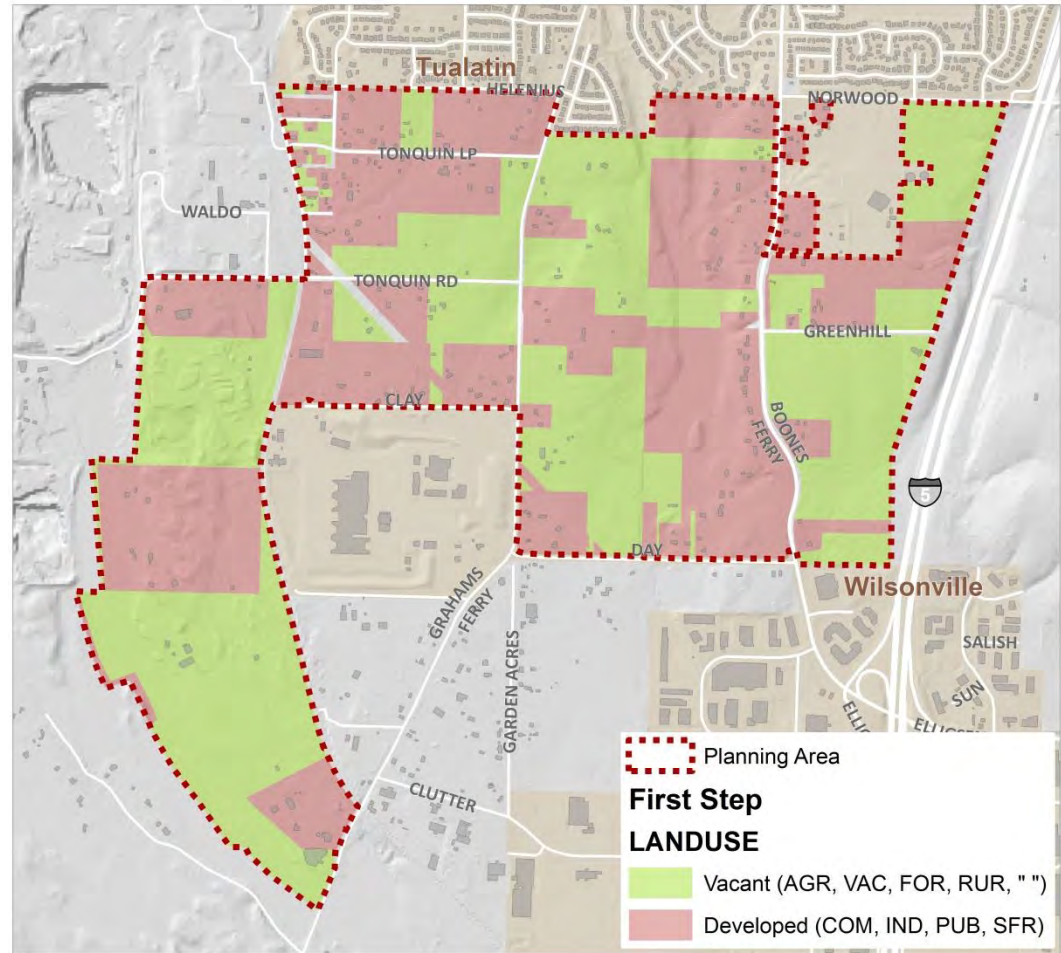 Tualatin
HELENIUS
NORWOOD
TONQUIN LP
WALDO
TONQUIN RD
GREENHILL
CLAY
BOONES
FERRY
5
DAY
Wilsonville
GRAHAMS
FERRY
GARDEN ACRES
SALISH
SUN
CLUTTER
Planning Area
First Step
LANDUSE
Vacant (AGR, VAC, FOR, RUR, " ")
Developed (COM, IND, PUB, SFR)